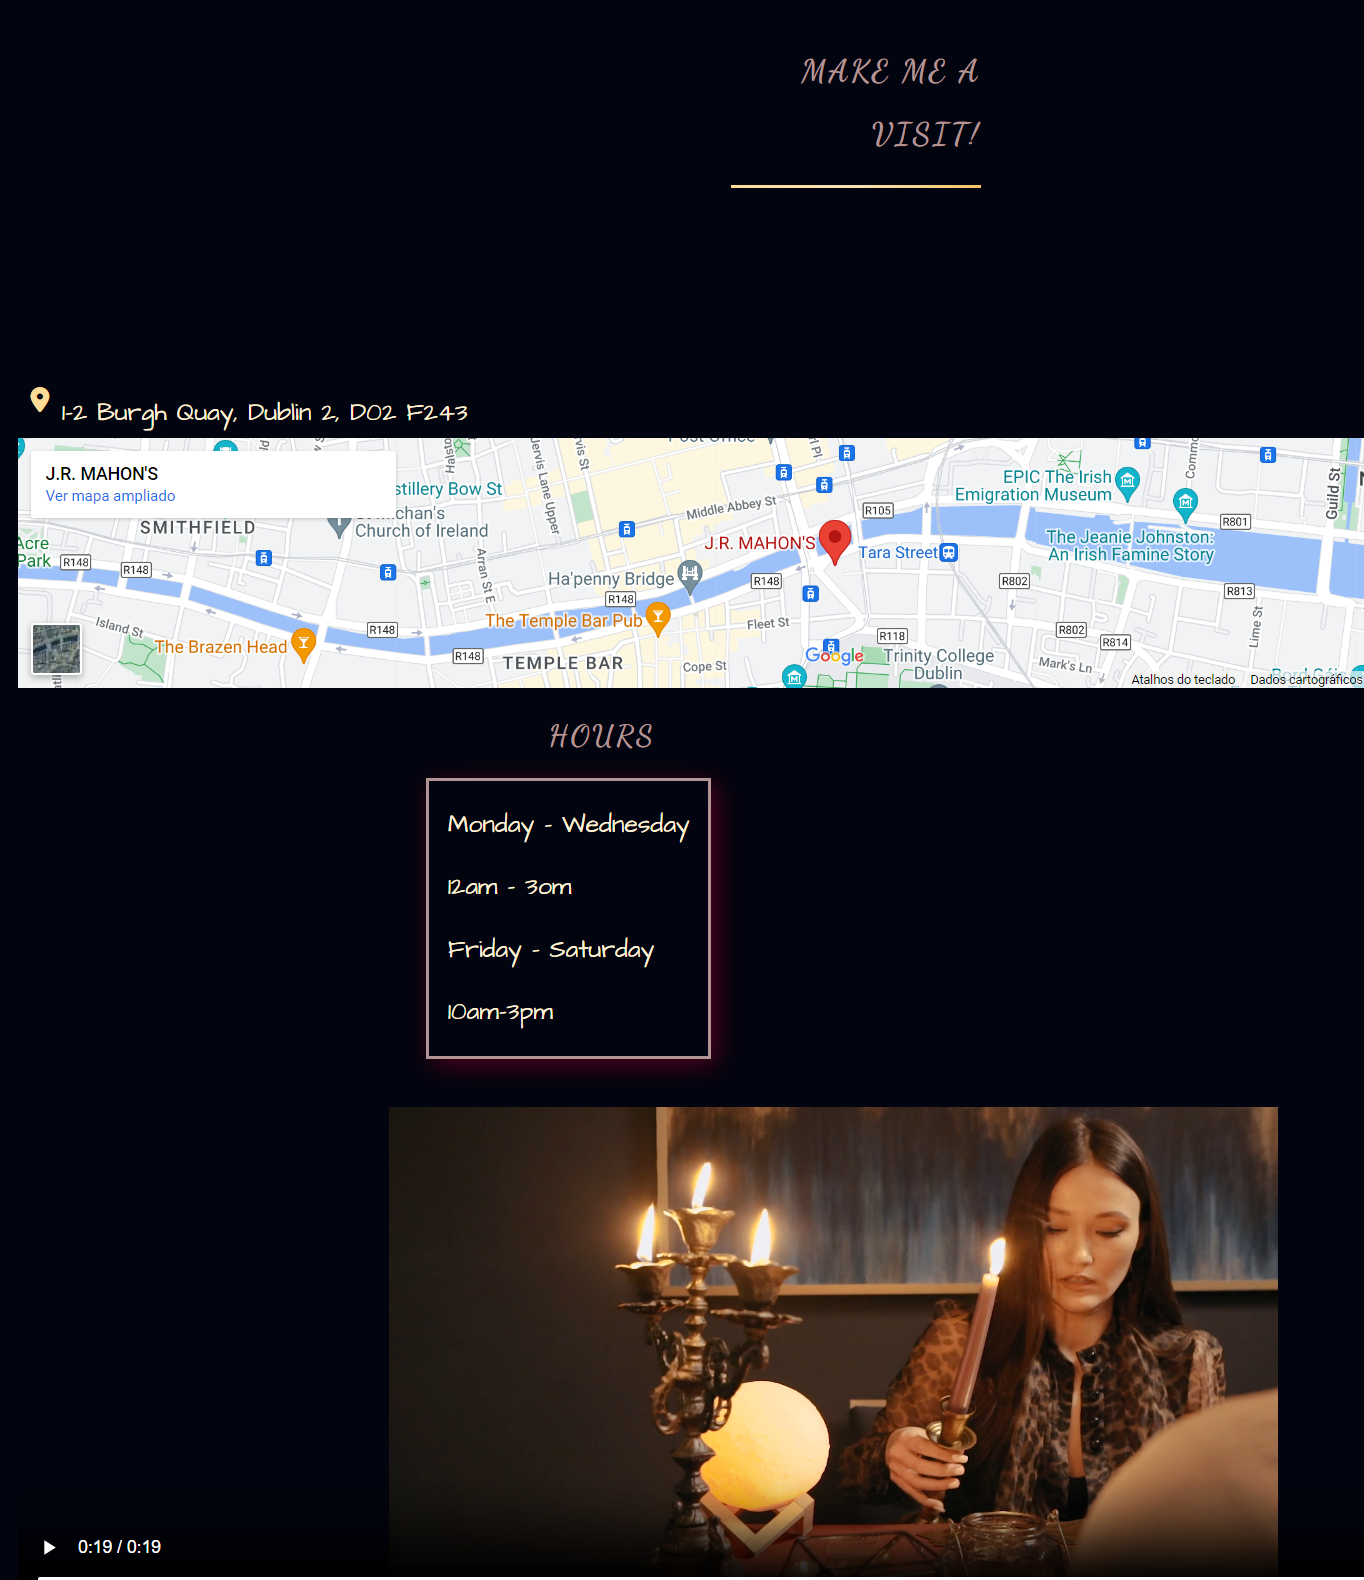 MAKE ME A
VISIT!
1-2 Burgh Quay, Dublin 2, D02 F243
J.R. MAHON'S
Ver mapa ampliado
stillery Bow St
Church of Ireland
SMITHFIELD
Acre
Park
R148
R148
Island St
The Brazen Head
R148
R148
Arran St E
Jervis Lane Upper
Middle Abbey St
Ha'penny Bridge
R148
The Temple Bar Pub
TEMPLE BAR
Cope St
Fleet St
R148
J.R. MAHON'S
R105
Tara Street
EPIC The Irish
Emigration Museum
The Jeanie Johnston:
An Irish Famine Story
R801
Guild St
R802
R813
R802
R814
Lime St
Mark's Ln
R118
Trinity College
Dublin
Google
Atalhos do teclado
Dados cartográficos
HOURS
Monday - Wednesday
12am - 3om
Friday - Saturday
10am-3pm
0:19 / 0:19